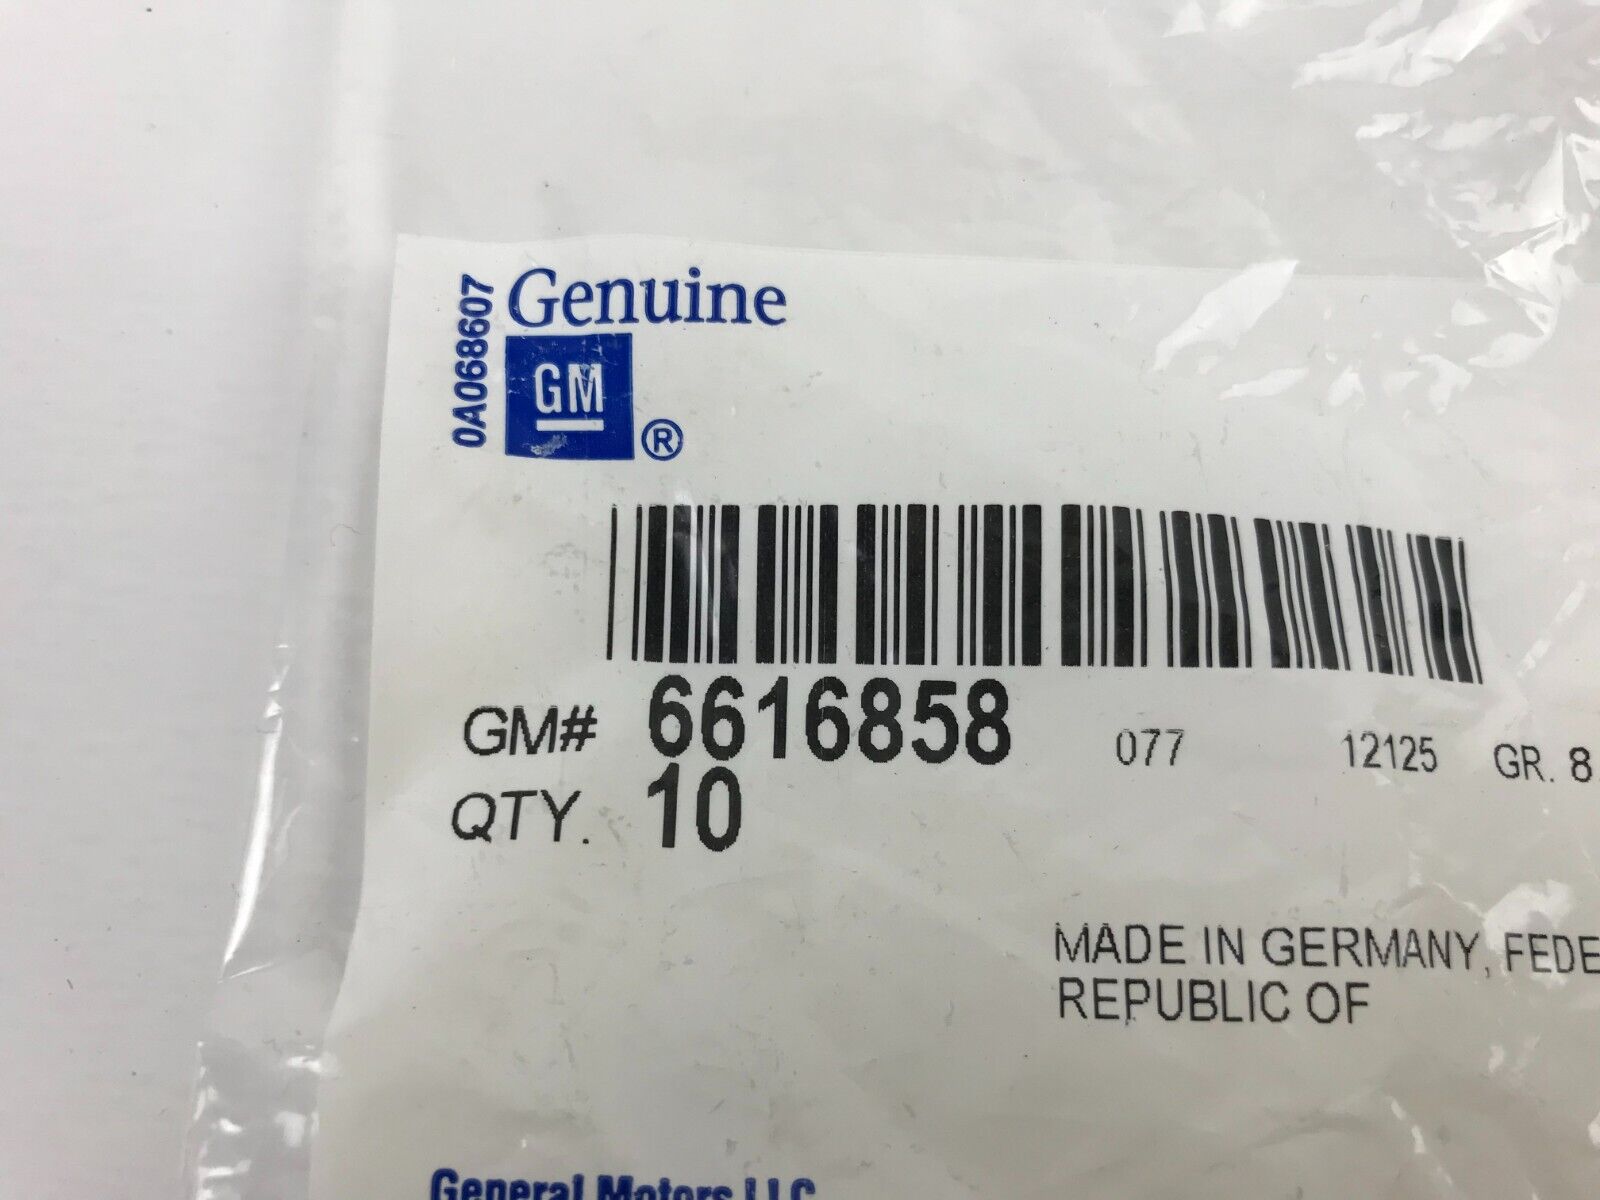 0A068607
Genuine
GM
®
GM# 6616858 077 12125 GR. 8.
QTY. 10
MADE IN GERMANY, FEDE
REPUBLIC OF
General Motors LLC